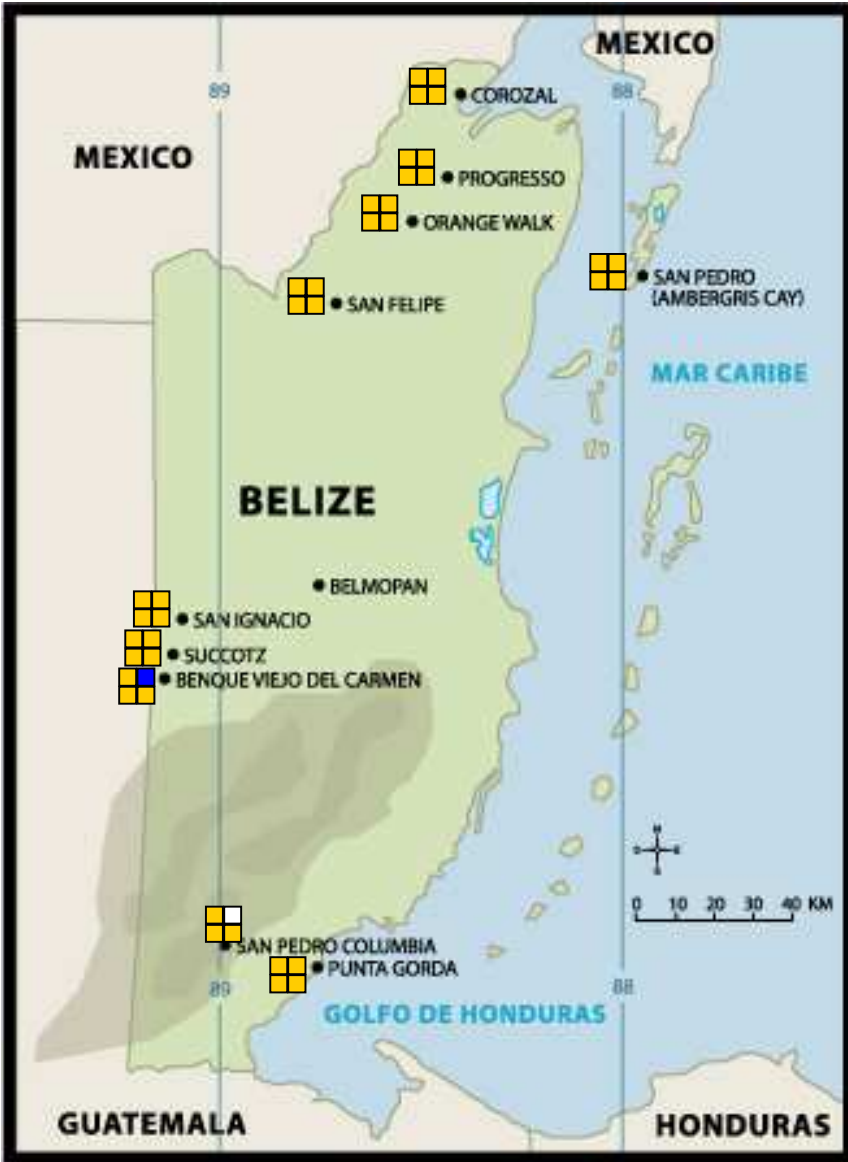 MEXICO
89
88
COROZAL
MEXICO
PROGRESSO
ORANGE WALK
SAN PEDRO
(AMBERGRIS CAY)
SAN FELIPE
MAR CARIBE
BELIZE
BELMOPAN
SAN IGNACIO
SUCCOTZ
BENQUE VIEJO DEL CARMEN
N
O E
S
0 10 20 30 40 KM
SAN PEDRO COLUMBIA
PUNTA GORDA
89
88
GOLFO DE HONDURAS
GUATEMALA
HONDURAS